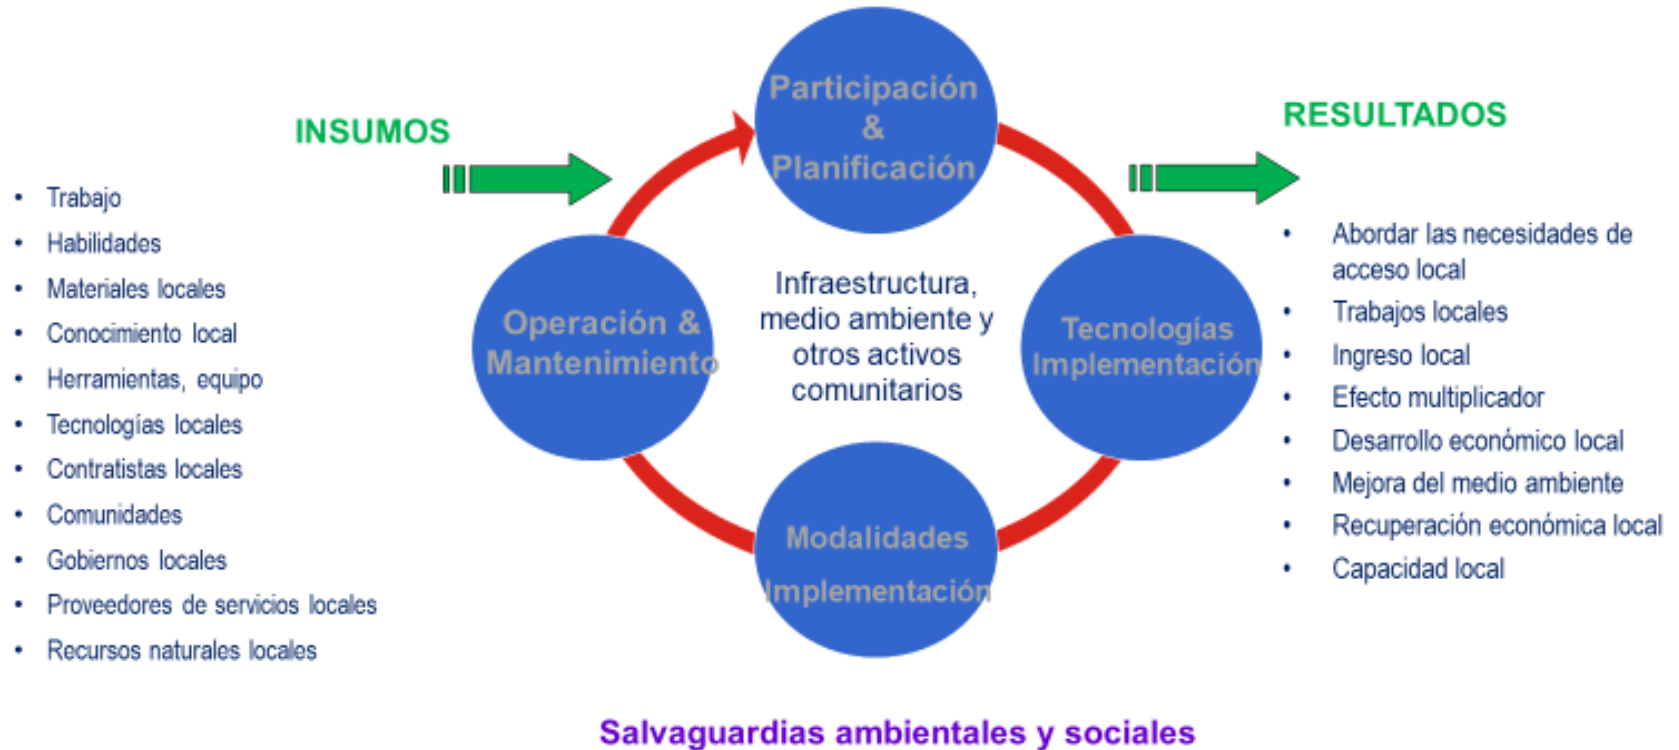 INSUMOS
• Trabajo
• Habilidades
• Materiales locales
• Conocimiento local
• Herramientas, equipo
• Tecnologías locales
• Contratistas locales
• Comunidades
• Gobiernos locales
• Proveedores de servicios locales
• Recursos naturales locales
Participación
&
Planificación
Operación &
Mantenimiento
Infraestructura,
medio ambiente y
otros activos
comunitarios
Tecnologías
Implementación
Modalidades
Implementación
RESULTADOS
• Abordar las necesidades de
acceso local
• Trabajos locales
• Ingreso local
• Efecto multiplicador
• Desarrollo económico local
• Mejora del medio ambiente
• Recuperación económica local
• Capacidad local
Salvaguardias ambientales y sociales